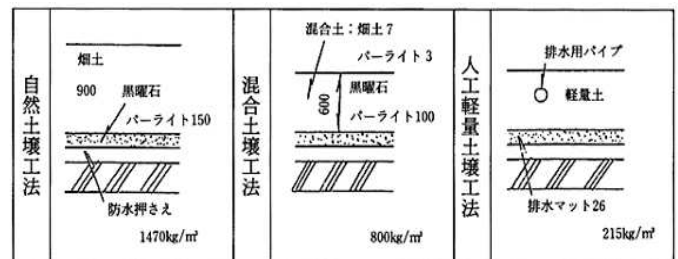 自然土壌工法
畑土
900
黒曜石
パーライト150
防水押さえ
1470kg/㎥
混合土壌工法
混合土：畑土7
パーライト3
600
黒曜石
パーライト100
800kg/㎥
人工軽量土壌工法
排水用パイプ
軽量土
排水マット26
215kg/㎥